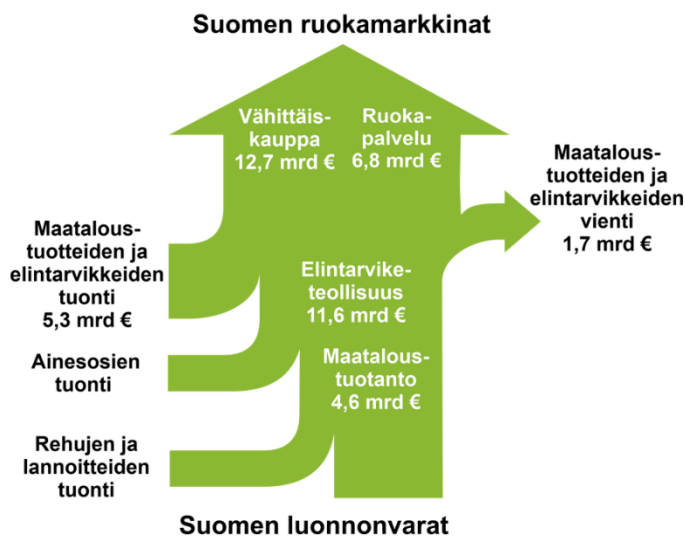 Suomen ruokamarkkinat
Vähittäis-
kauppa
12,7 mrd €
Ruoka-
palvelu
6,8 mrd €
Maatalous-
tuotteiden ja
elintarvikkeiden
vienti
1,7 mrd €
Maatalous-
tuotteiden ja
elintarvikkeiden
tuonti
5,3 mrd €
Elintarvike-
teollisuus
11,6 mrd €
Ainesosien
tuonti
Maatalous-
tuotanto
4,6 mrd €
Rehujen ja
lannoitteiden
tuonti
Suomen luonnonvarat